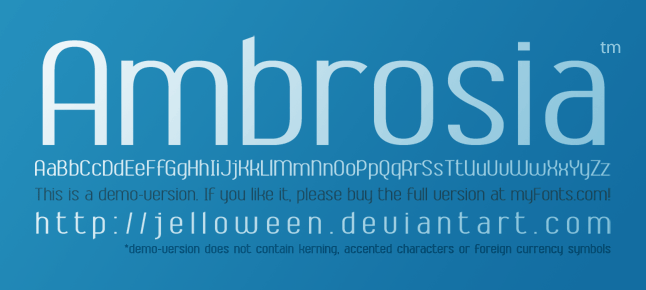 Ambrosia™
AaBbCcDdEeFfGgHhIiJjKkLlMmNnOoPpQqRrSsTtUuVvWwXxYyZz
This is a demo-version. If you like it, please buy the full version at myFonts.com!
http://jelloween.deviantart.com
*demo-version does not contain kerning, accented characters or foreign currency symbols